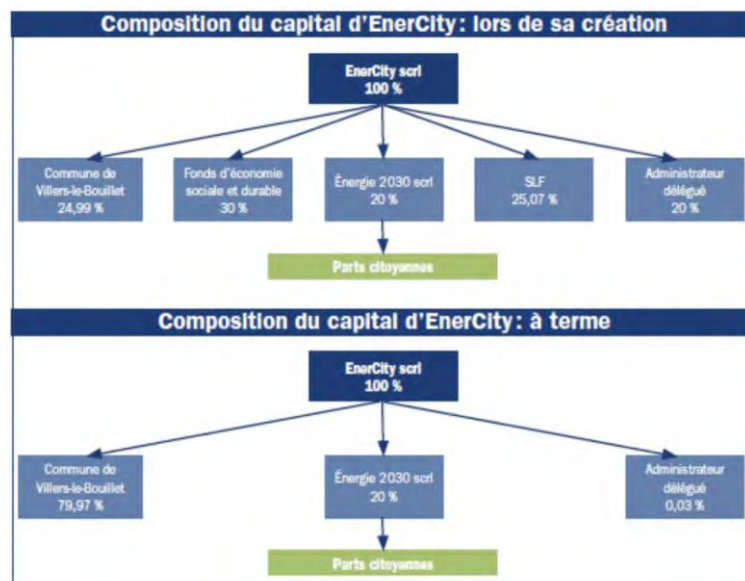 Composition du capital d'EnerCity: lors de sa création
EnerCity scrl
100 %
Commune de
Villers-le-Bouillet
24,99 %
Fonds d'économie
sociale et durable
30 %
Énergie 2030 scrl
20 %
SLF
25,07 %
Administrateur
délégué
20 %
Parts citoyennes
Composition du capital d'EnerCity: à terme
EnerCity scrl
100 %
Commune de
Villers-le-Bouillet
79,97 %
Énergie 2030 scrl
20 %
Administrateur
délégué
0,03 %
Parts citoyennes